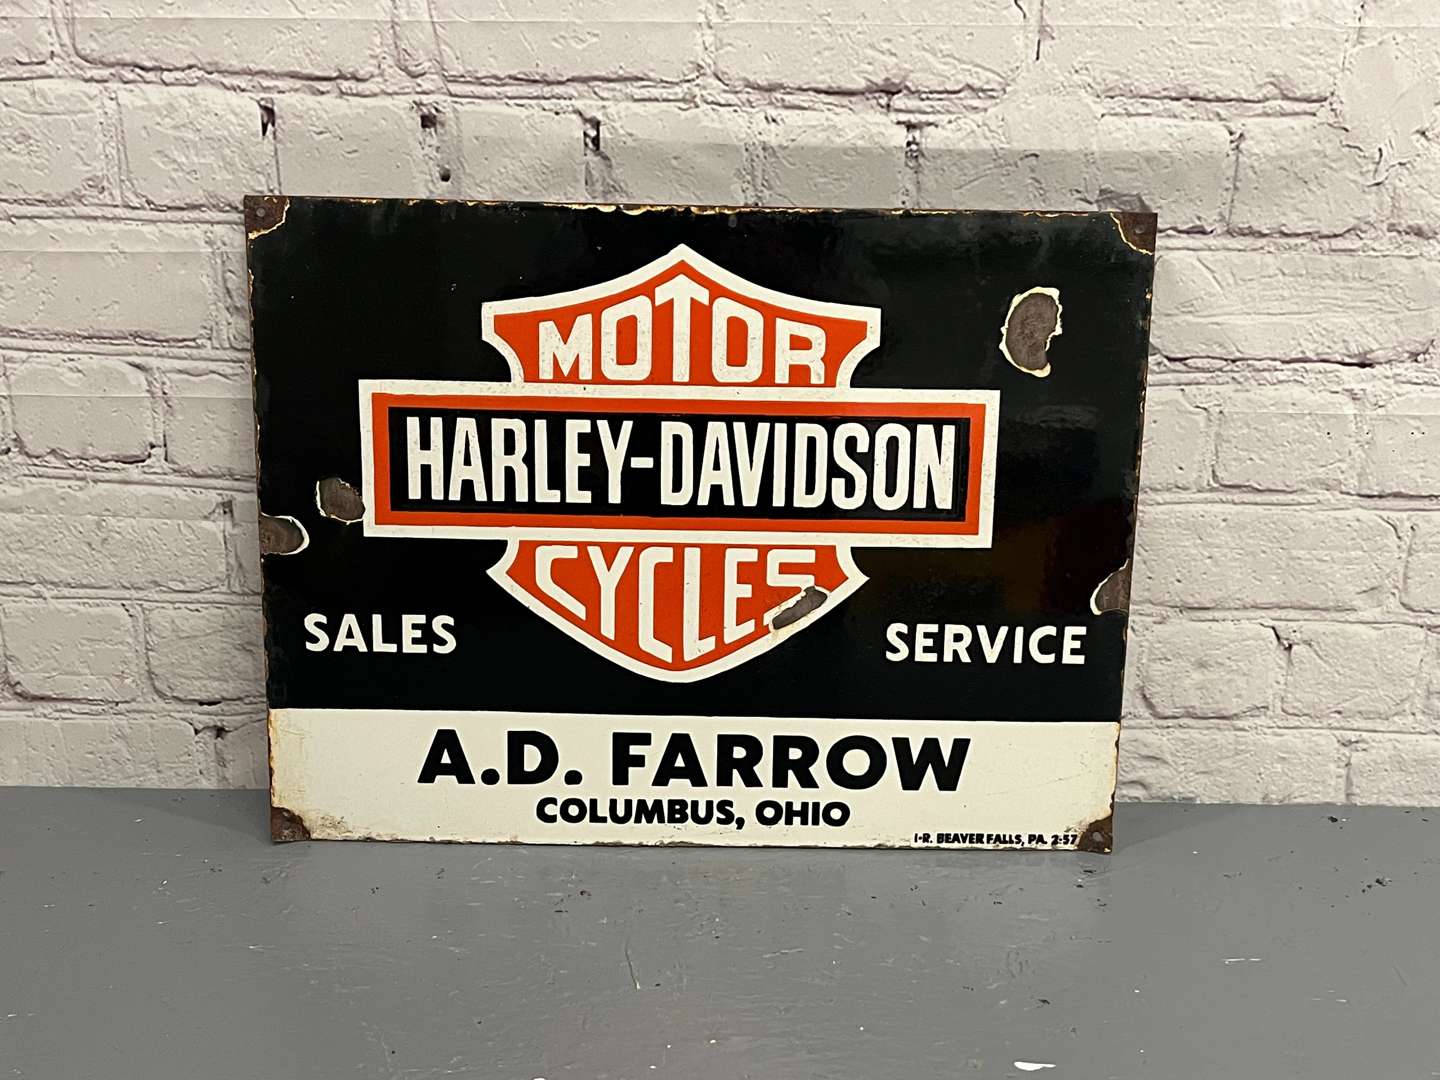 MOTOR
HARLEY-DAVIDSON
CYCLES
SALES
SERVICE
A.D. FARROW
COLUMBUS, OHIO
I-R. BEAVER FALLS, PA. 2-57